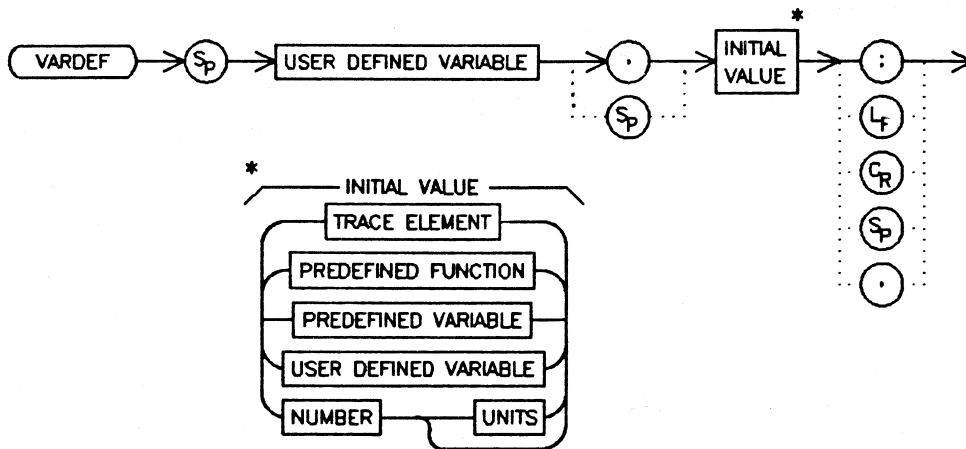 VARDEF
SP
USER DEFINED VARIABLE
,
SP
INITIAL
VALUE
*
;
LF
CR
SP
,
*
INITIAL VALUE
TRACE ELEMENT
PREDEFINED FUNCTION
PREDEFINED VARIABLE
USER DEFINED VARIABLE
NUMBER
UNITS